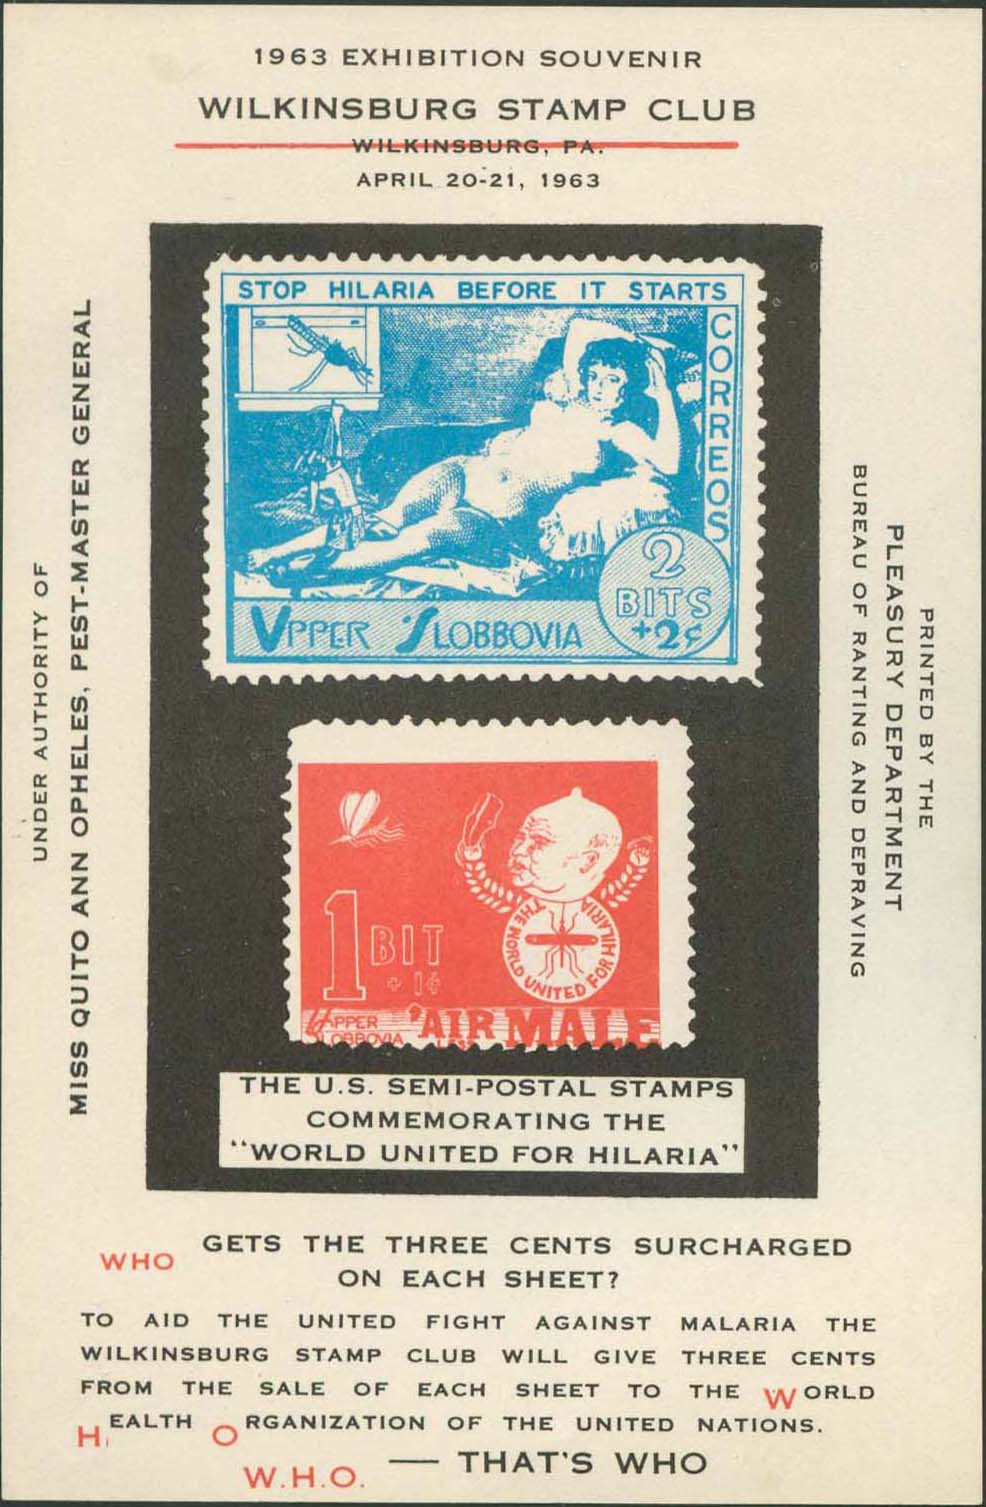 1963 EXHIBITION SOUVENIR
WILKINSBURG STAMP CLUB
WILKINSBURG, PA.
APRIL 20-21, 1963
UNDER AUTHORITY OF
MISS QUITO ANN OPHELES, PEST-MASTER GENERAL
STOP HILARIA BEFORE IT STARTS
CORREOS
2
BITS
+2¢
UPPER SLOBBOVIA
1 BIT
+ 1¢
THE WORLD UNITED FOR HILARIA
UPPER
SLOBBOVIA
'AIR MALE
THE U.S. SEMI-POSTAL STAMPS
COMMEMORATING THE
"WORLD UNITED FOR HILARIA"
PRINTED BY THE
PLEASURY DEPARTMENT
BUREAU OF RANTING AND DEPRAVING
WHO GETS THE THREE CENTS SURCHARGED
ON EACH SHEET?
TO AID THE UNITED FIGHT AGAINST MALARIA THE
WILKINSBURG STAMP CLUB WILL GIVE THREE CENTS
FROM THE SALE OF EACH SHEET TO THE WORLD
HEALTH ORGANIZATION OF THE UNITED NATIONS.
W.H.O. — THAT'S WHO